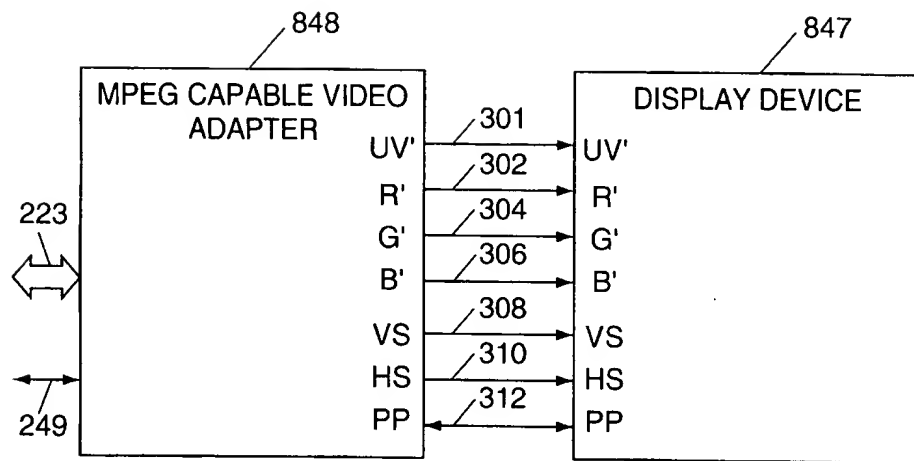 848
847
MPEG CAPABLE VIDEO
ADAPTER
DISPLAY DEVICE
UV' 301 UV'
R' 302 R'
223
G' 304 G'
B' 306 B'
VS 308 VS
HS 310 HS
249
PP 312 PP